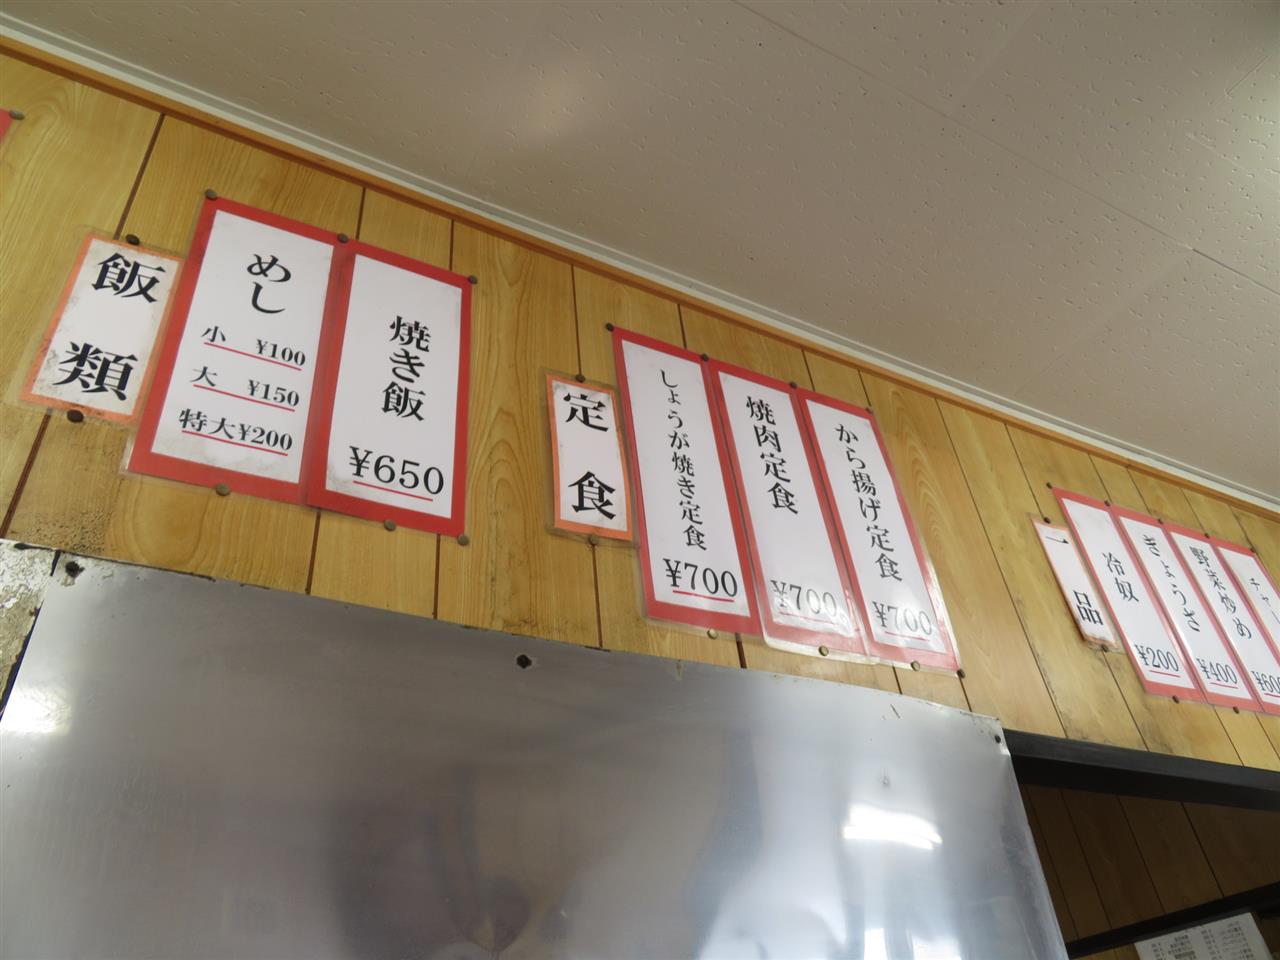 飯類
めし
小 ¥100
大 ¥150
特大¥200
焼き飯
¥650
定食
しょうが焼き定食
¥700
焼肉定食
¥700
から揚げ定食
¥700
一品
冷奴
¥200
ぎょうざ
¥400
野菜炒め
¥600